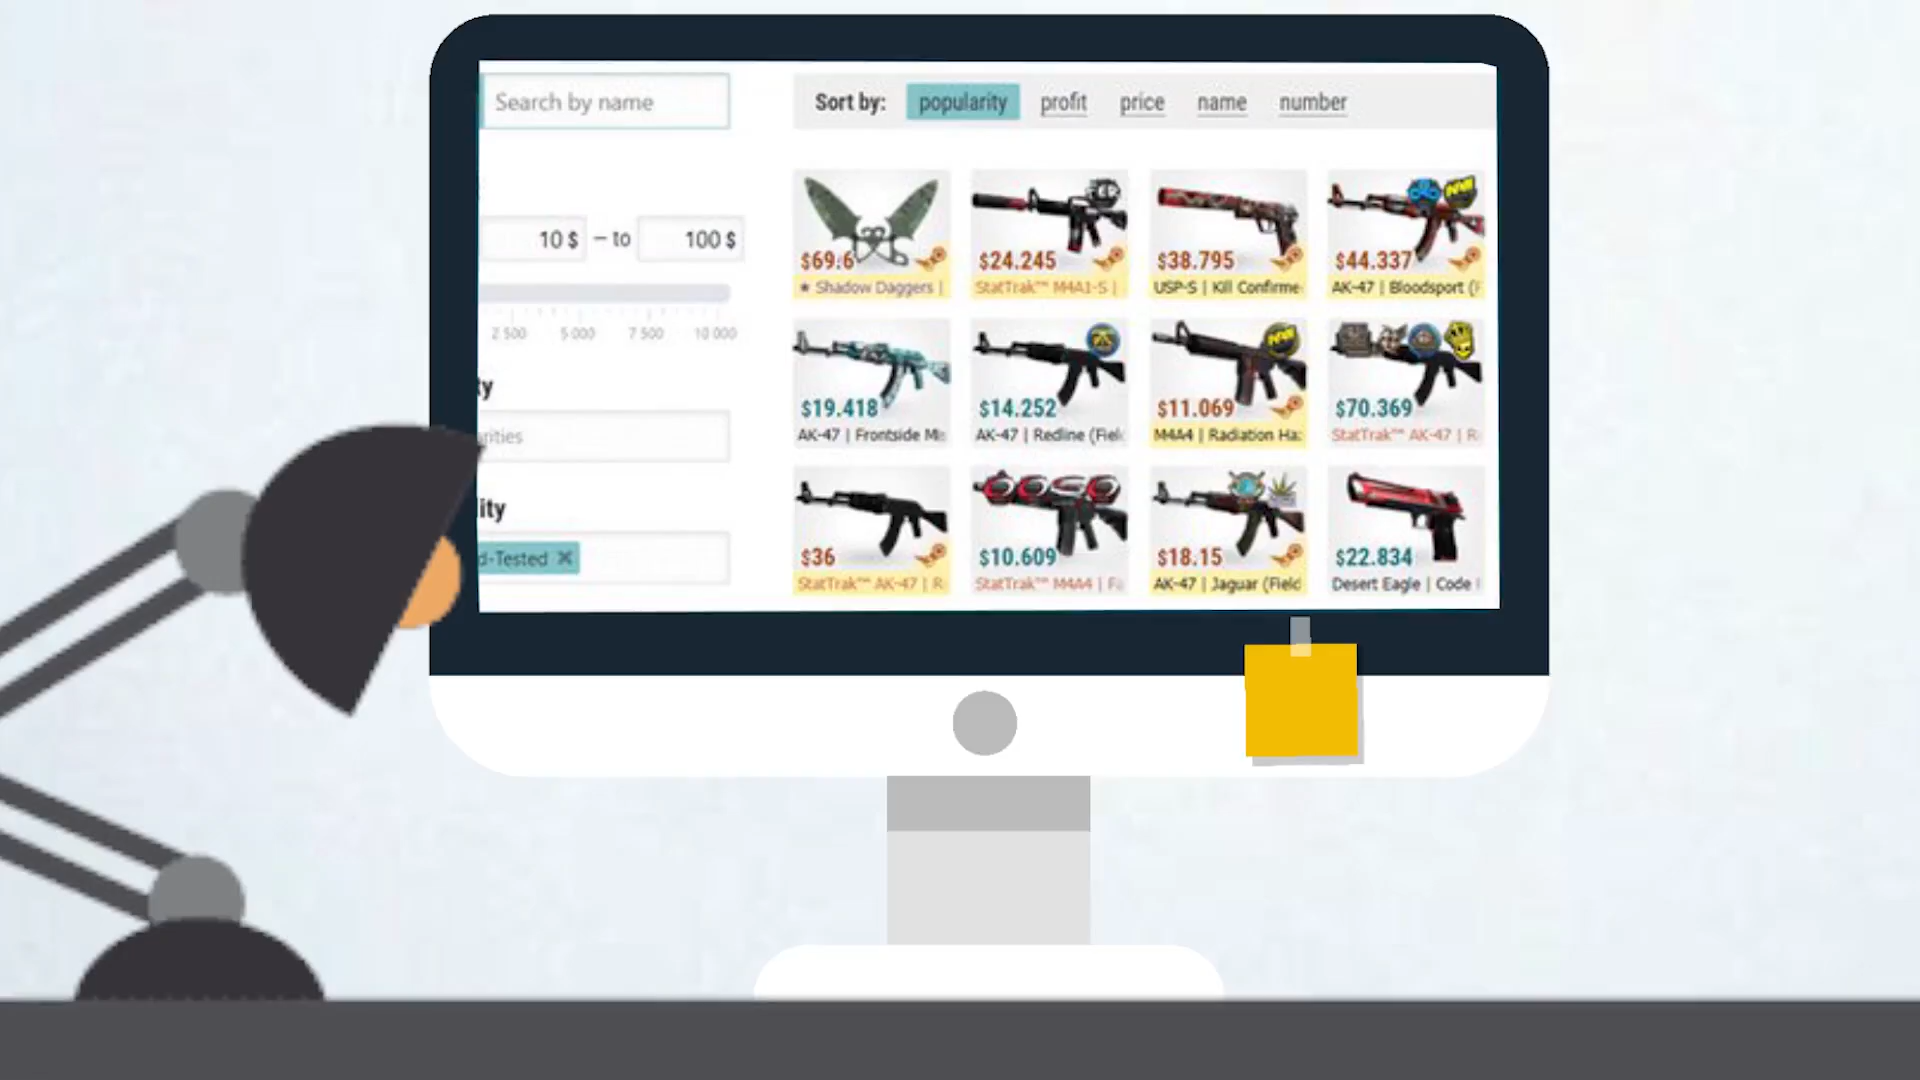 Search by name
Sort by: popularity profit price name number
10 $ – to 100 $
2 500 5 000 7 500 10 000
ty
arities
lity
d-Tested ✕
$69.6 $24.245 $38.795 $44.337
★ Shadow Daggers | StatTrak™ M4A1-S | USP-S | Kill Confirme AK-47 | Bloodsport (F
$19.418 $14.252 $11.069 $70.369
AK-47 | Frontside Mi AK-47 | Redline (Fiel M4A4 | Radiation Ha: StatTrak™ AK-47 | R
$36 $10.609 $18.15 $22.834
StatTrak™ AK-47 | R StatTrak™ M4A4 | Fa AK-47 | Jaguar (Field Desert Eagle | Code